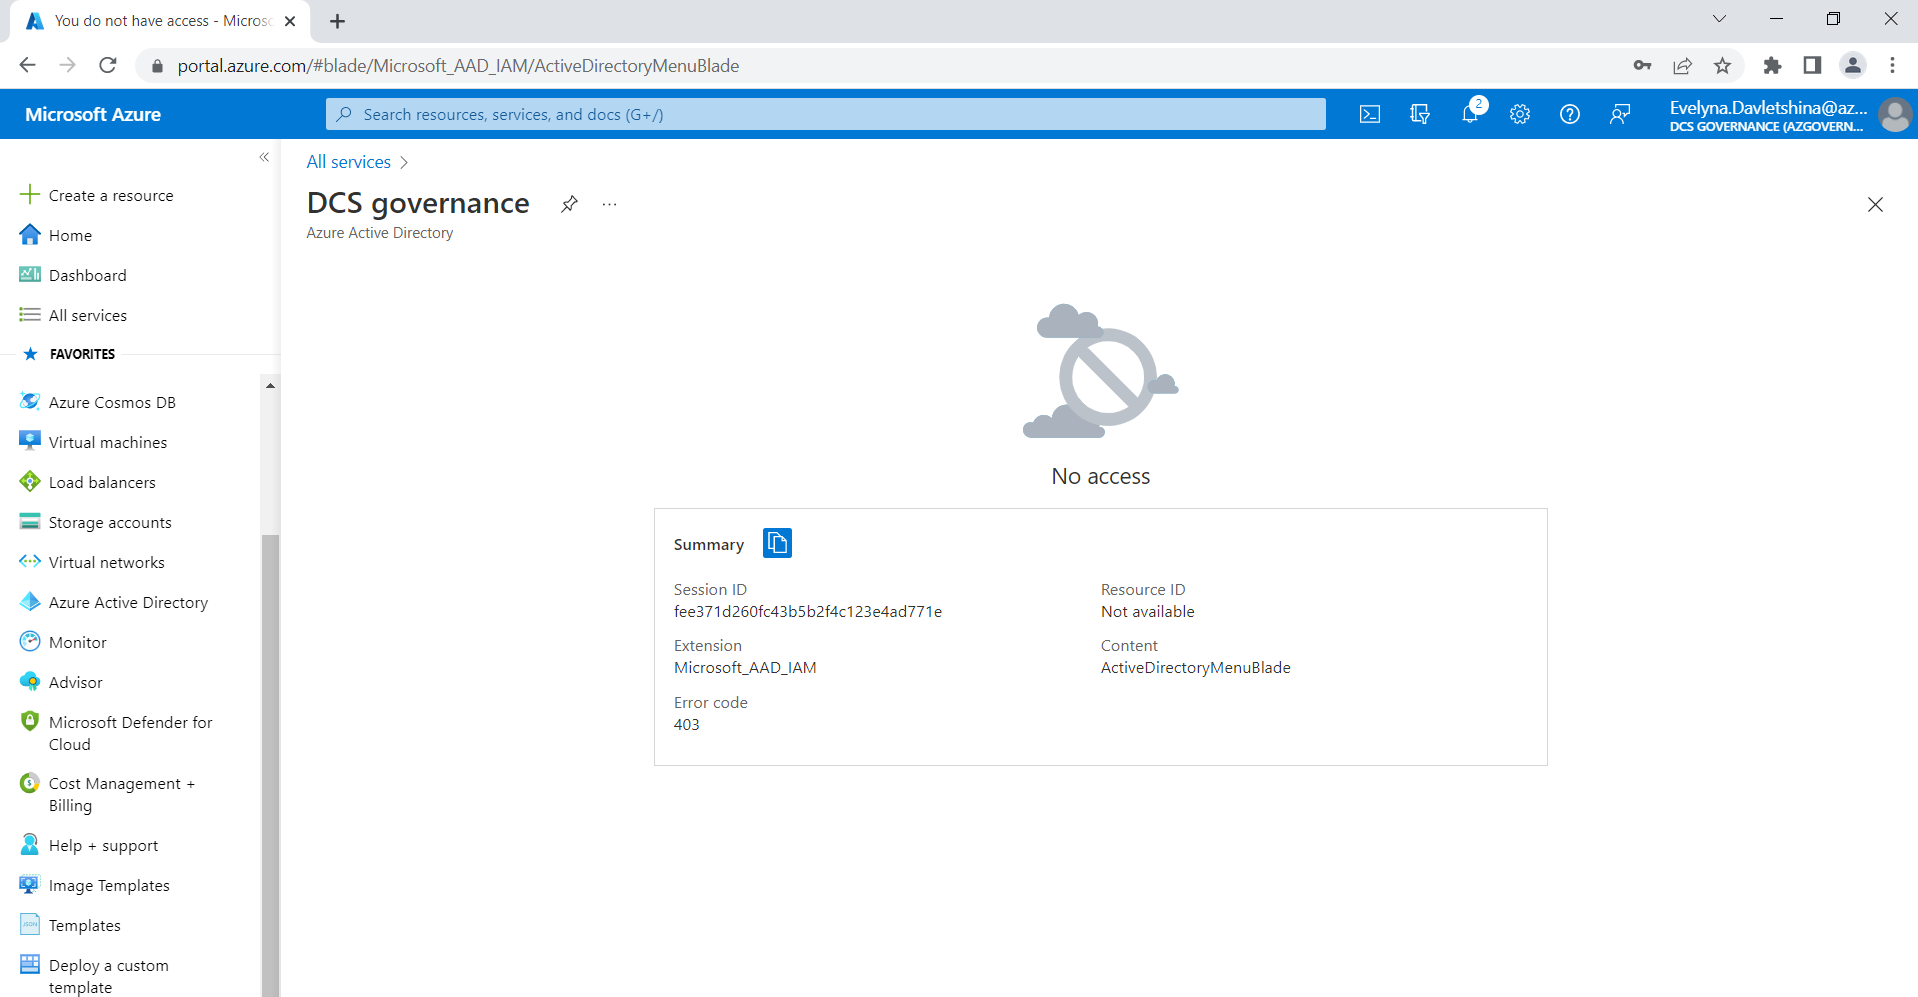 You do not have access - Micros
portal.azure.com/#blade/Microsoft_AAD_IAM/ActiveDirectoryMenuBlade
Microsoft Azure
Search resources, services, and docs (G+/)
2
Evelyna.Davletshina@az...
DCS GOVERNANCE (AZGOVERN...
All services
DCS governance
...
Azure Active Directory
Create a resource
Home
Dashboard
All services
FAVORITES
Azure Cosmos DB
Virtual machines
Load balancers
Storage accounts
Virtual networks
Azure Active Directory
Monitor
Advisor
Microsoft Defender for
Cloud
Cost Management +
Billing
Help + support
Image Templates
Templates
Deploy a custom
template
No access
Summary
Session ID
fee371d260fc43b5b2f4c123e4ad771e
Resource ID
Not available
Extension
Microsoft_AAD_IAM
Content
ActiveDirectoryMenuBlade
Error code
403